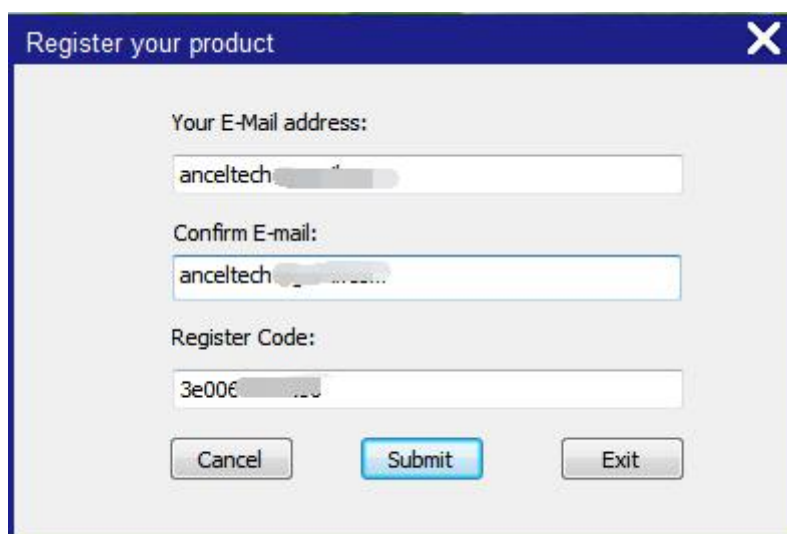 Register your product
Your E-Mail address:
anceltech
Confirm E-mail:
anceltech
Register Code:
3e006
Cancel Submit Exit